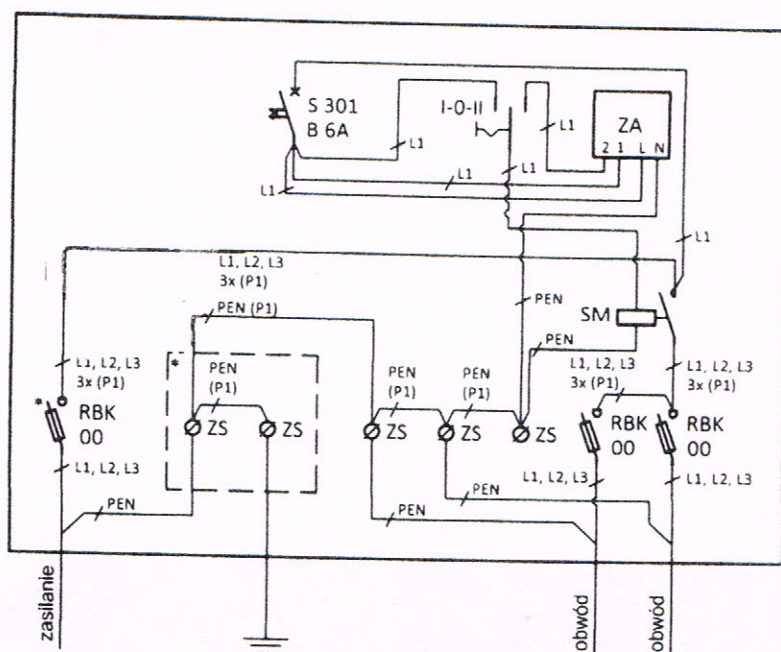 S 301
B 6A
I-0-II
ZA
2 1 L N
L1
L1
L1
L1
L1
L1
L1, L2, L3
3x (P1)
PEN (P1)
PEN
SM
PEN
L1, L2, L3
3x (P1)
*
PEN
(P1)
PEN
(P1)
PEN
(P1)
L1, L2, L3
3x (P1)
L1, L2, L3
3x (P1)
*
RBK
00
ZS
ZS
ZS
ZS
ZS
RBK
00
RBK
00
L1, L2, L3
L1, L2, L3
L1, L2, L3
PEN
PEN
PEN
zasilanie
obwód
obwód